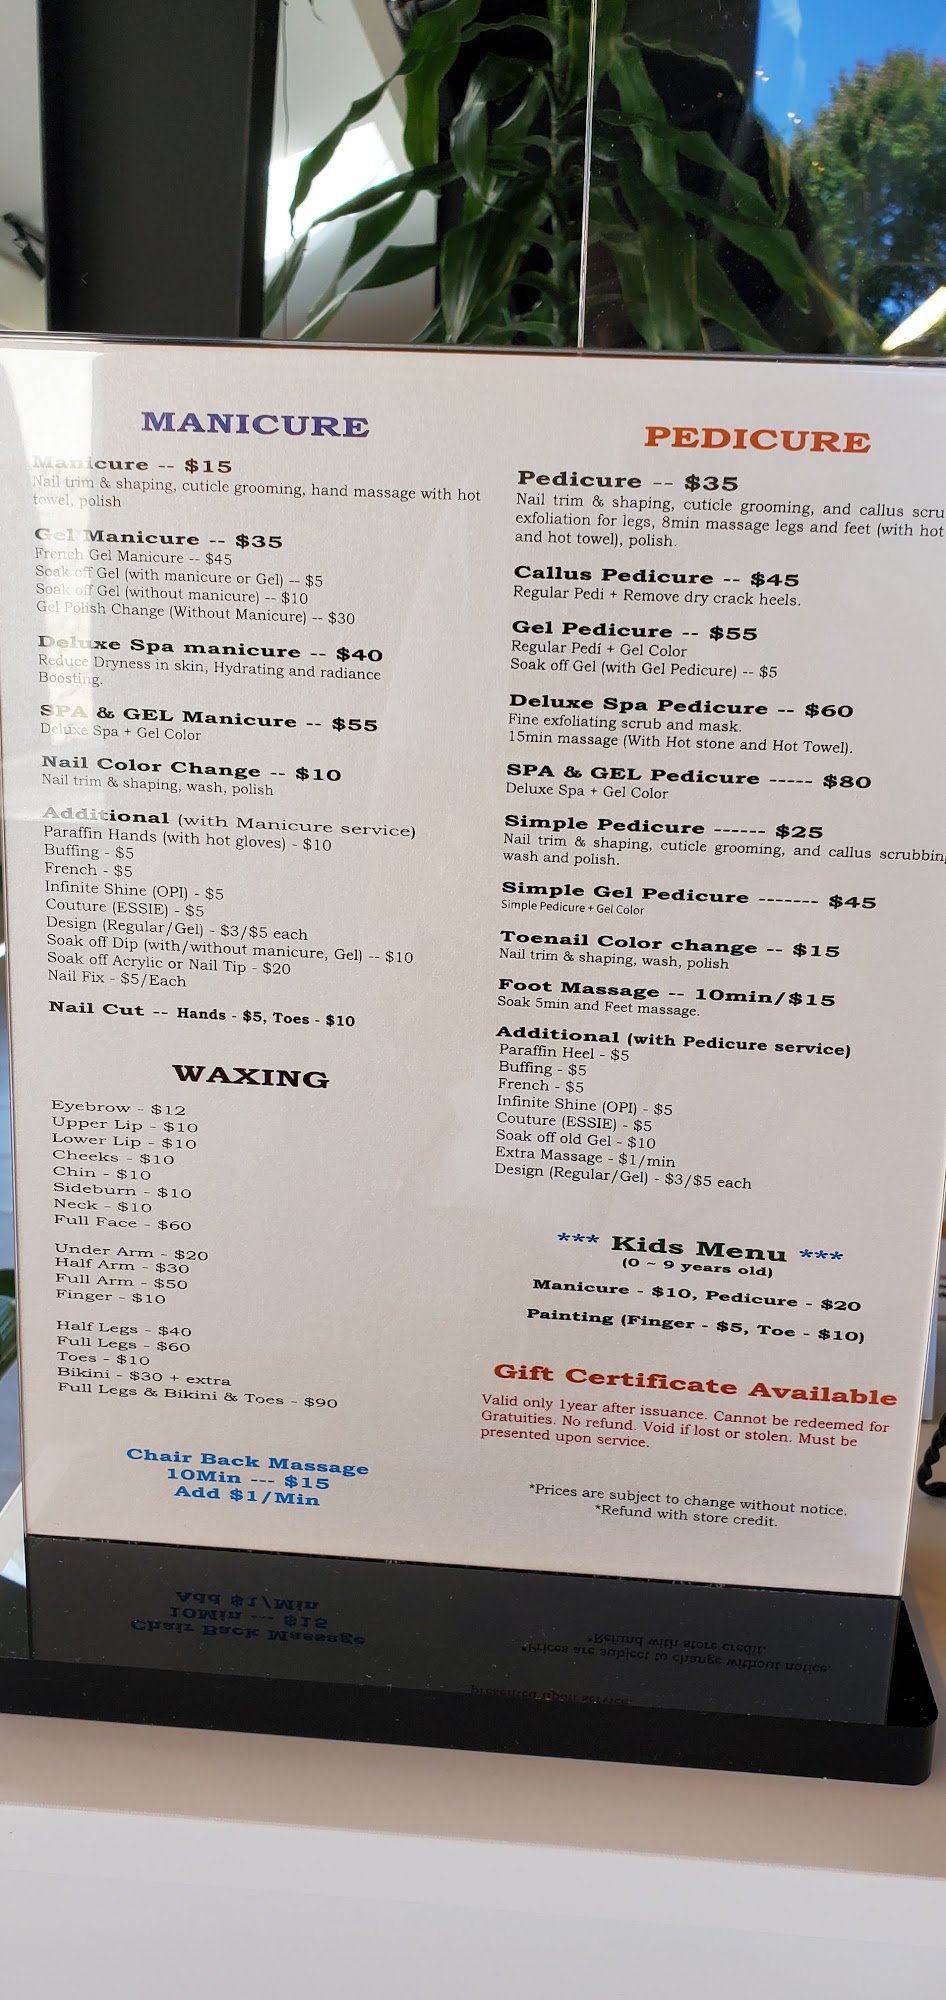 MANICURE
Manicure -- $15
Nail trim & shaping, cuticle grooming, hand massage with hot
towel, polish
Gel Manicure -- $35
French Gel Manicure -- $45
Soak off Gel (with manicure or Gel) -- $5
Soak off Gel (without manicure) -- $10
Gel Polish Change (Without Manicure) -- $30
Deluxe Spa manicure -- $40
Reduce Dryness in skin, Hydrating and radiance
Boosting.
SPA & GEL Manicure -- $55
Deluxe Spa + Gel Color
Nail Color Change -- $10
Nail trim & shaping, wash, polish
Additional (with Manicure service)
Paraffin Hands (with hot gloves) - $10
Buffing - $5
French - $5
Infinite Shine (OPI) - $5
Couture (ESSIE) - $5
Design (Regular/Gel) - $3/$5 each
Soak off Dip (with/without manicure, Gel) -- $10
Soak off Acrylic or Nail Tip - $20
Nail Fix - $5/Each
Nail Cut -- Hands - $5, Toes - $10
WAXING
Eyebrow - $12
Upper Lip - $10
Lower Lip - $10
Cheeks - $10
Chin - $10
Sideburn - $10
Neck - $10
Full Face - $60
Under Arm - $20
Half Arm - $30
Full Arm - $50
Finger - $10
Half Legs - $40
Full Legs - $60
Toes - $10
Bikini - $30 + extra
Full Legs & Bikini & Toes - $90
Chair Back Massage
10Min --- $15
Add $1/Min
PEDICURE
Pedicure -- $35
Nail trim & shaping, cuticle grooming, and callus scru
exfoliation for legs, 8min massage legs and feet (with hot
and hot towel), polish.
Callus Pedicure -- $45
Regular Pedi + Remove dry crack heels.
Gel Pedicure -- $55
Regular Pedi + Gel Color
Soak off Gel (with Gel Pedicure) -- $5
Deluxe Spa Pedicure -- $60
Fine exfoliating scrub and mask.
15min massage (With Hot stone and Hot Towel).
SPA & GEL Pedicure ----- $80
Deluxe Spa + Gel Color
Simple Pedicure ------ $25
Nail trim & shaping, cuticle grooming, and callus scrubbing,
wash and polish.
Simple Gel Pedicure ------- $45
Simple Pedicure + Gel Color
Toenail Color change -- $15
Nail trim & shaping, wash, polish
Foot Massage -- 10min/$15
Soak 5min and Feet massage.
Additional (with Pedicure service)
Paraffin Heel - $5
Buffing - $5
French - $5
Infinite Shine (OPI) - $5
Couture (ESSIE) - $5
Soak off old Gel - $10
Extra Massage - $1/min
Design (Regular/Gel) - $3/$5 each
*** Kids Menu ***
(0 ~ 9 years old)
Manicure - $10, Pedicure - $20
Painting (Finger - $5, Toe - $10)
Gift Certificate Available
Valid only 1year after issuance. Cannot be redeemed for
Gratuities. No refund. Void if lost or stolen. Must be
presented upon service.
*Prices are subject to change without notice.
*Refund with store credit.